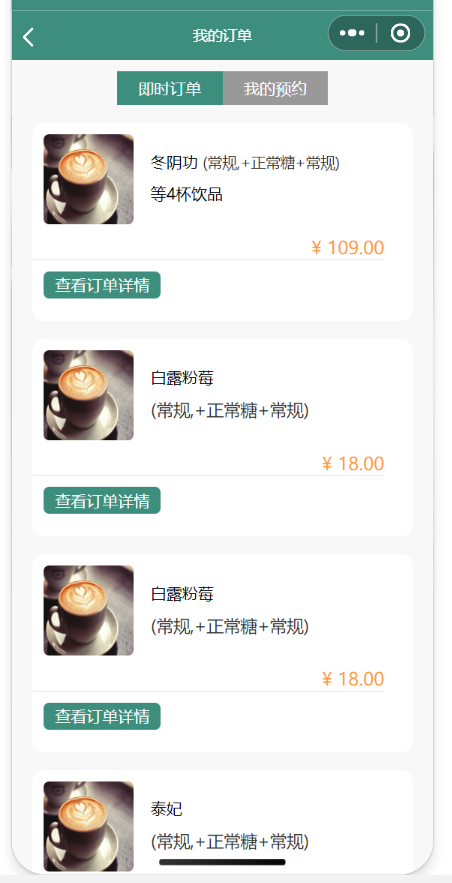 我的订单
即时订单 我的预约
冬阴功 (常规,+正常糖+常规)
等4杯饮品
¥ 109.00
查看订单详情
白露粉莓
(常规,+正常糖+常规)
¥ 18.00
查看订单详情
白露粉莓
(常规,+正常糖+常规)
¥ 18.00
查看订单详情
泰妃
(常规,+正常糖+常规)